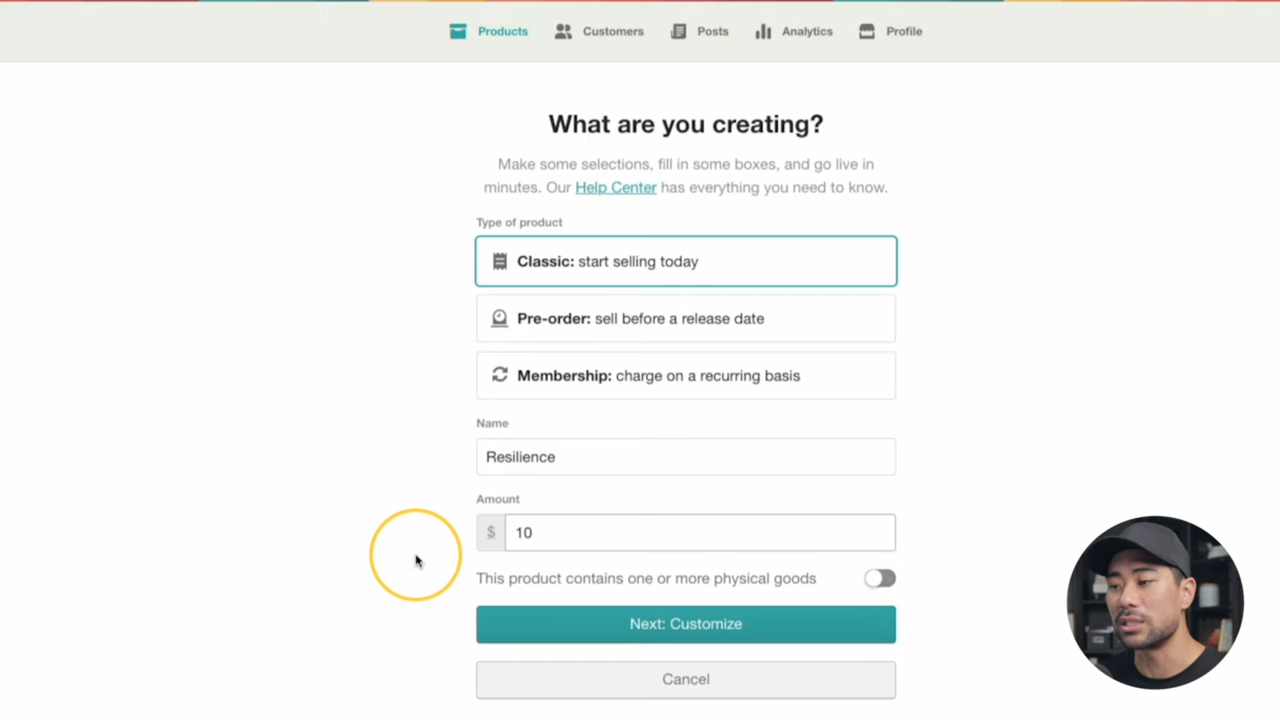 Products Customers Posts Analytics Profile
What are you creating?
Make some selections, fill in some boxes, and go live in
minutes. Our Help Center has everything you need to know.
Type of product
Classic: start selling today
Pre-order: sell before a release date
Membership: charge on a recurring basis
Name
Resilience
Amount
$ 10
This product contains one or more physical goods
Next: Customize
Cancel